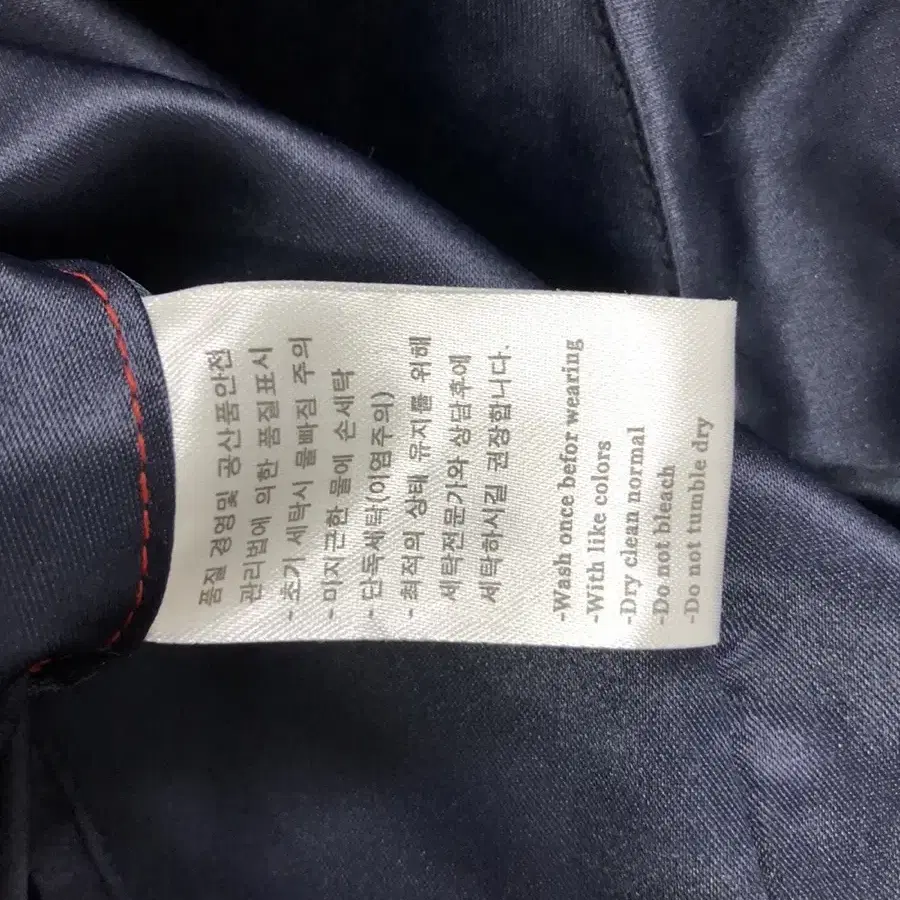 품질 경영및 공산품안전
관리법에 의한 품질표시
- 초기 세탁시 물빠짐 주의
- 미지근한 물에 손세탁
- 단독세탁(이염주의)
- 최적의 상태 유지를 위해
세탁전문가와 상담후에
세탁하시길 권장합니다.
-Wash once befor wearing
-With like colors
-Dry clean normal
-Do not bleach
-Do not tumble dry